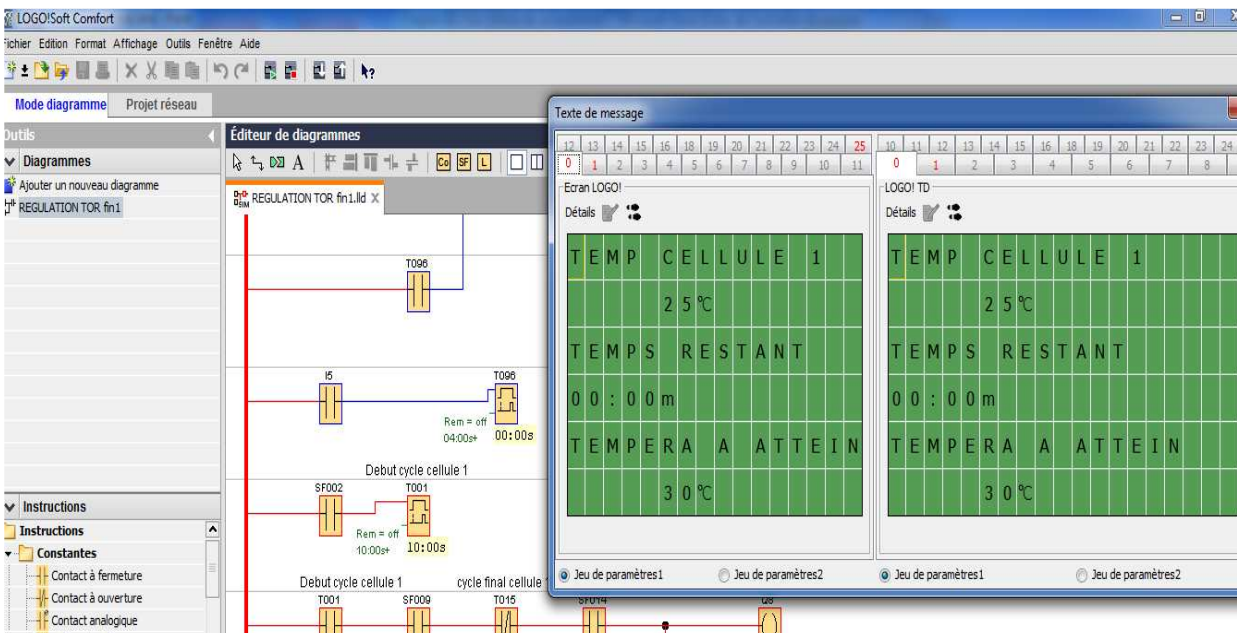 LOGO!Soft Comfort
Fichier Edition Format Affichage Outils Fenêtre Aide
Mode diagramme Projet réseau
Outils
Diagrammes
Ajouter un nouveau diagramme
REGULATION TOR fin1
Instructions
Instructions
Constantes
Contact à fermeture
Contact à ouverture
Contact analogique
Éditeur de diagrammes
A Co SF L
SIM REGULATION TOR fin1.lld X
T096
I5 T096
Rem = off
04:00s+ 00:00s
Debut cycle cellule 1
SF002 T001
Rem = off
10:00s+ 10:00s
Debut cycle cellule 1 cycle final cellule
T001 SF009 T015 SF014 Q8
Texte de message
12 13 14 15 16 18 19 20 21 22 23 24 25
0 1 2 3 4 5 6 7 8 9 10 11
Ecran LOGO!
Détails
TEMP CELLULE 1
25°C
TEMPS RESTANT
00:00m
TEMPERA A ATTEIN
30°C
Jeu de paramètres1 Jeu de paramètres2
10 11 12 13 14 15 16 18 19 20 21 22 23 24
0 1 2 3 4 5 6 7 8
LOGO! TD
Détails
TEMP CELLULE 1
25°C
TEMPS RESTANT
00:00m
TEMPERA A ATTEIN
30°C
Jeu de paramètres1 Jeu de paramètres2